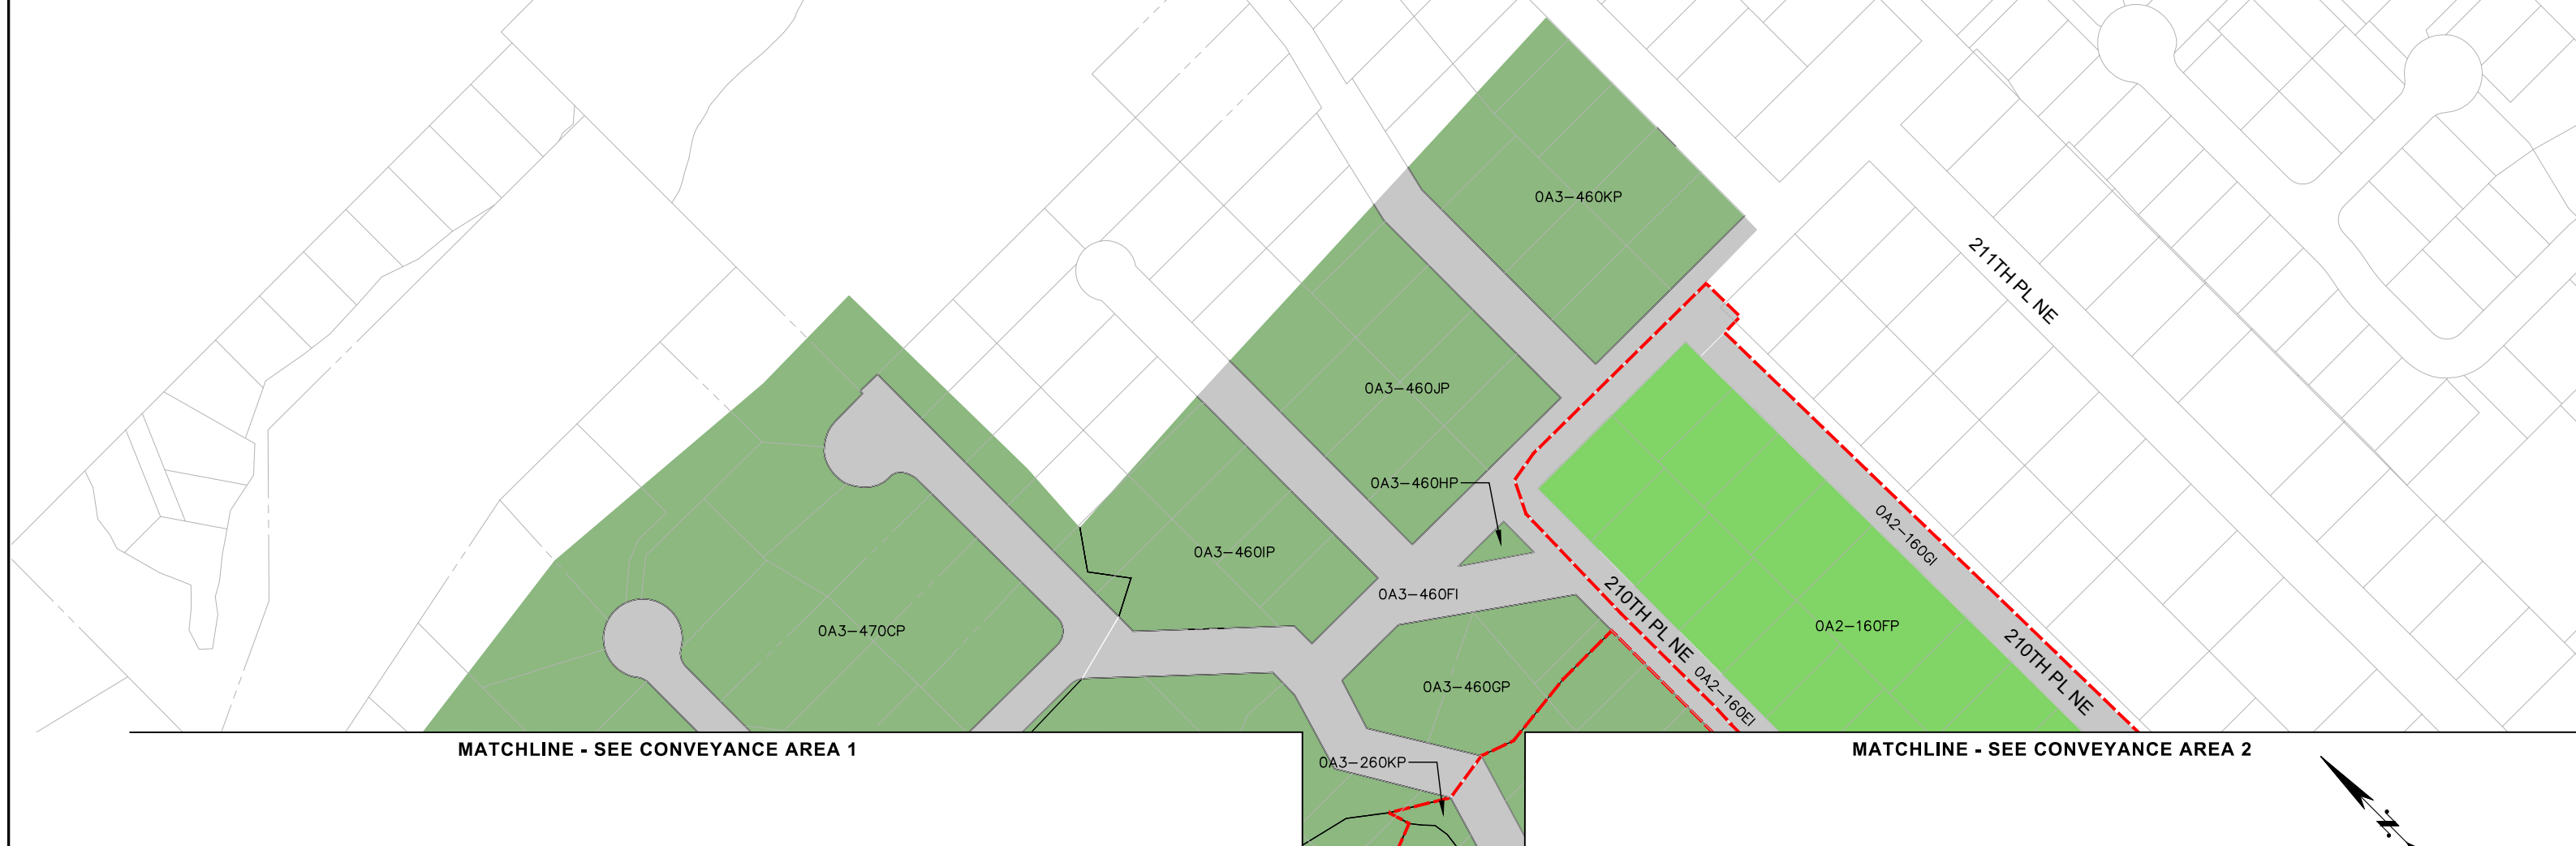 0A3-460KP
211TH PL NE
0A3-460JP
0A3-460HP
0A2-160GI
0A3-460IP
0A3-460FI
210TH PL NE
0A2-160FP
0A3-470CP
210TH PL NE
0A3-460GP
0A2-160EI
MATCHLINE - SEE CONVEYANCE AREA 1
MATCHLINE - SEE CONVEYANCE AREA 2
0A3-260KP
N